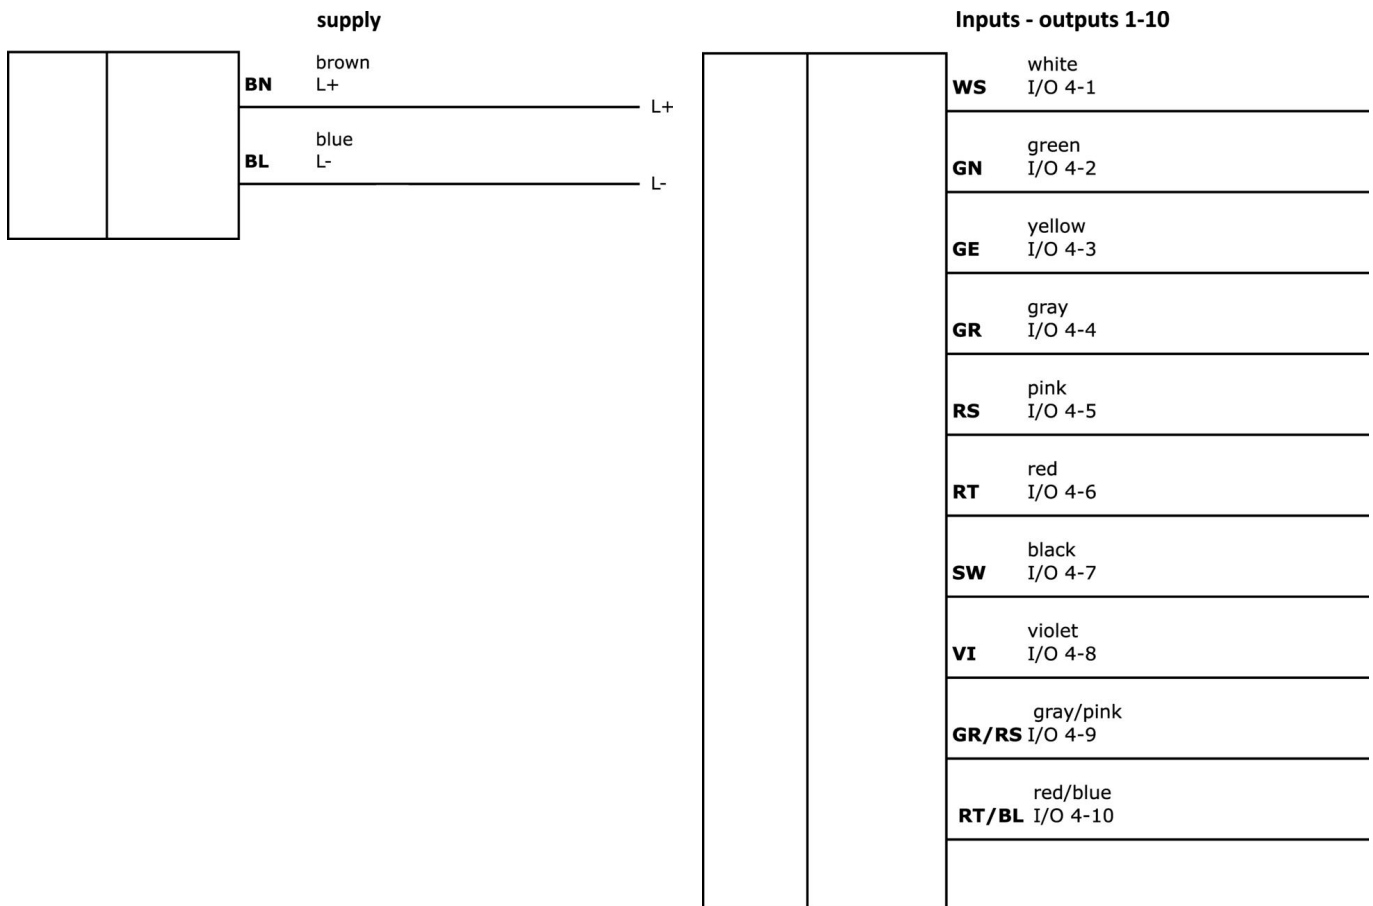 supply
brown
BN L+
L+
blue
BL L-
L-
Inputs - outputs 1-10
white
WS I/O 4-1
green
GN I/O 4-2
yellow
GE I/O 4-3
gray
GR I/O 4-4
pink
RS I/O 4-5
red
RT I/O 4-6
black
SW I/O 4-7
violet
VI I/O 4-8
gray/pink
GR/RS I/O 4-9
red/blue
RT/BL I/O 4-10